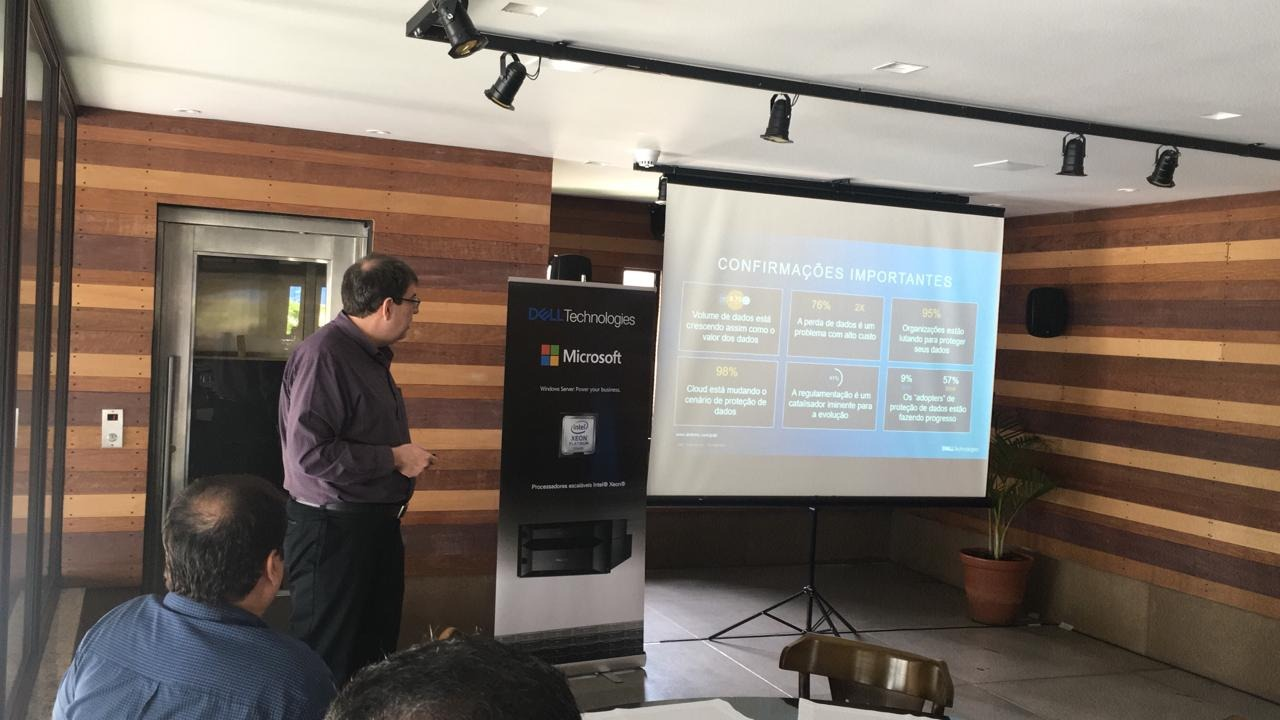 DELLTechnologies
Microsoft
Windows Server Power your business.
intel
XEON
PLATINUM
Processadores escaláveis Intel® Xeon®
CONFIRMAÇÕES IMPORTANTES
Volume de dados está
crescendo assim como o
valor dos dados
76% 2X
A perda de dados é um
problema com alto custo
95%
Organizações estão
lutando para proteger
seus dados
98%
Cloud está mudando o
cenário de proteção de
dados
A regulamentação é um
catalisador iminente para
a evolução
9% 57%
Os "adopters" de
proteção de dados estão
fazendo progresso
DELLTechnologies